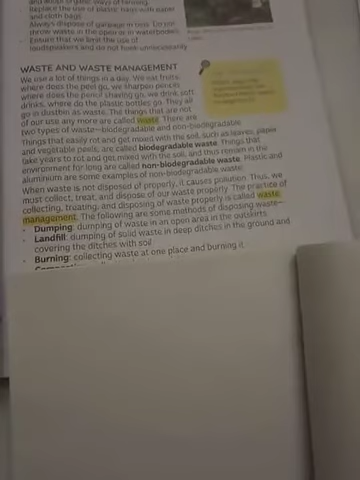 and adopt organic ways of farming.
Replace the use of plastic bags with paper
and cloth bags
Always dispose of garbage in bins. Do not
throw waste in the open or in waterbodies.
Ensure that we limit the use of
loudspeakers and do not honk unnecessarily
WASTE AND WASTE MANAGEMENT
We use a lot of things in a day. We eat fruits,
where does the peel go, we sharpen pencils
where does the pencil sharing go, we drink soft
drinks, where do the plastic bottles go. They all
go in dustbin as waste. The things that are not
of our use any more are called waste. There are
two types of waste—biodegradable and non-biodegradable
Things that easily rot and get mixed with the soil, such as leaves, paper
and vegetable peels, are called biodegradable waste. Things that
take years to rot and get mixed with the soil, and thus remain in the
environment for long are called non-biodegradable waste. Plastic and
aluminium are some examples of non-biodegradable waste.
When waste is not disposed of properly, it causes pollution. Thus, we
must collect, treat, and dispose of our waste properly. The practice of
collecting, treating, and disposing of waste properly is called waste
management. The following are some methods of disposing waste—
• Dumping: dumping of waste in an open area in the outskirts
• Landfill: dumping of solid waste in deep ditches in the ground and
covering the ditches with soil
• Burning: collecting waste at one place and burning it